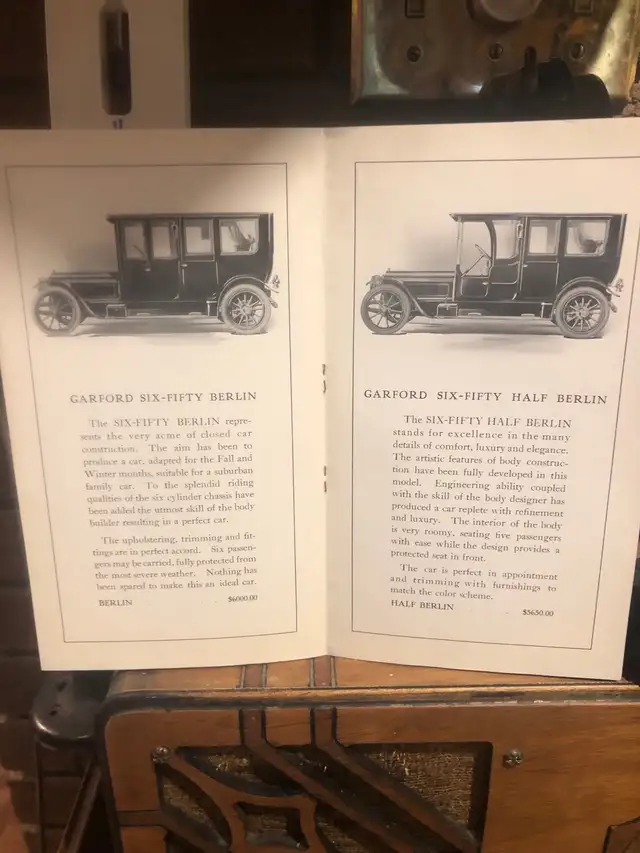 GARFORD SIX-FIFTY BERLIN
The SIX-FIFTY BERLIN repre-
sents the very acme of closed car
construction. The aim has been to
produce a car, adapted for the Fall and
Winter months, suitable for a suburban
family car. To the splendid riding
qualities of the six cylinder chassis have
been added the utmost skill of the body
builder resulting in a perfect car.
The upholstering, trimming and fit-
tings are in perfect accord. Six passen-
gers may be carried, fully protected from
the most severe weather. Nothing has
been spared to make this an ideal car.
BERLIN $6000.00
GARFORD SIX-FIFTY HALF BERLIN
The SIX-FIFTY HALF BERLIN
stands for excellence in the many
details of comfort, luxury and elegance.
The artistic features of body construc-
tion have been fully developed in this
model. Engineering ability coupled
with the skill of the body designer has
produced a car replete with refinement
and luxury. The interior of the body
is very roomy, seating five passengers
with ease while the design provides a
protected seat in front.
The car is perfect in appointment
and trimming with furnishings to
match the color scheme.
HALF BERLIN $5650.00